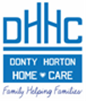 DHHC
DONTY HORTON
HOME ♥ CARE
Family Helping Families